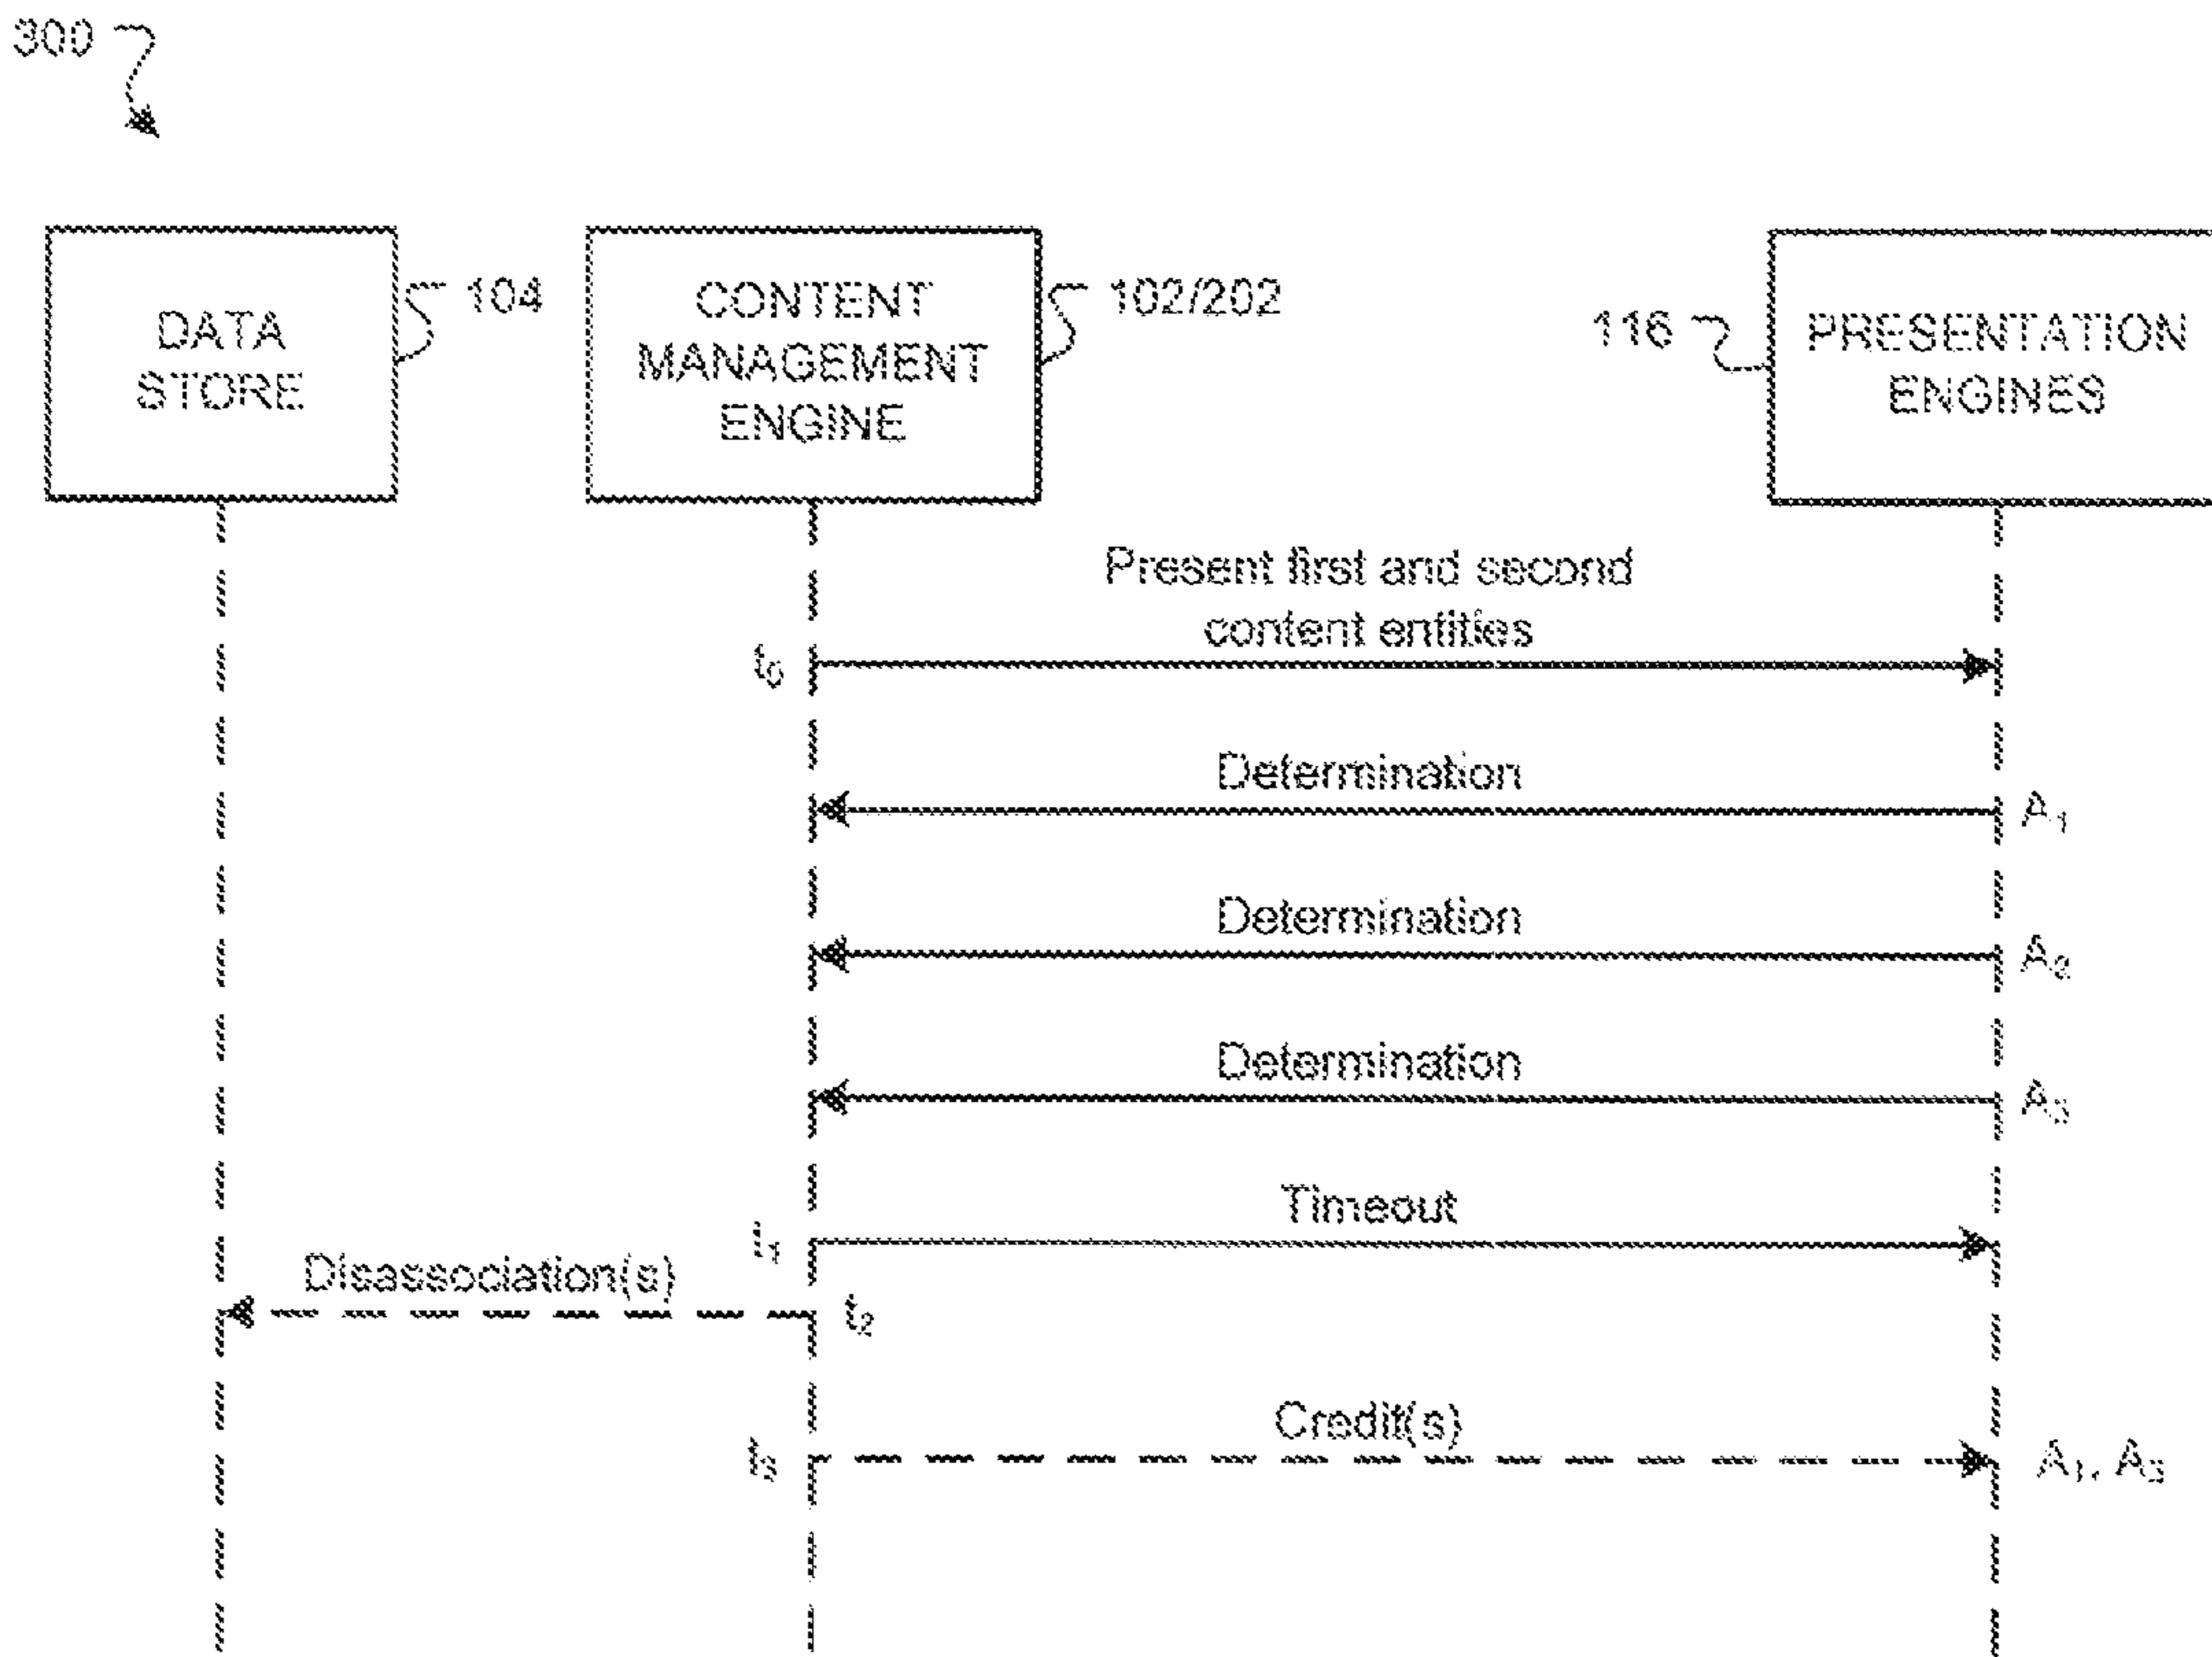 300
DATA
STORE
104
CONTENT
MANAGEMENT
ENGINE
102/202
116
PRESENTATION
ENGINES
Present first and second
content entities
t₀
Determination
A₁
Determination
A₂
Determination
A₃
Timeout
t₁
Disassociation(s)
t₂
Credit(s)
t₃
A₁, A₃